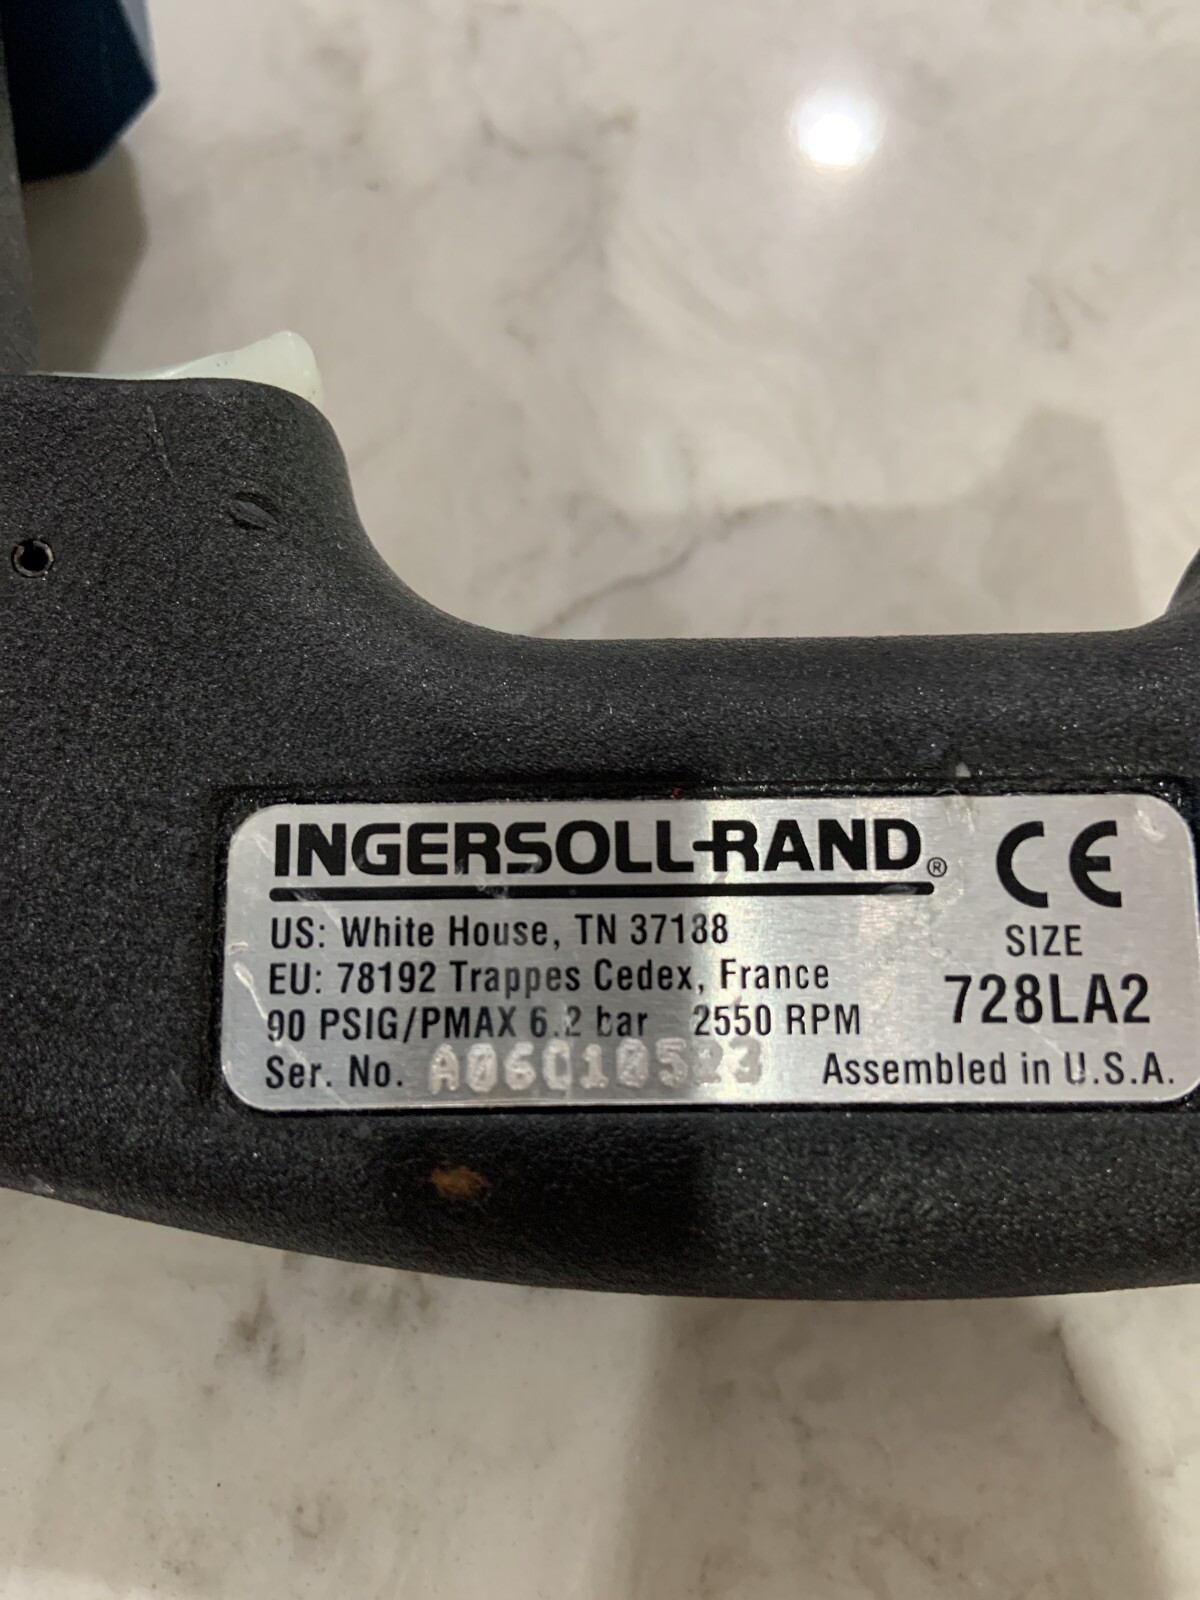 INGERSOLL-RAND®
CE
US: White House, TN 37188
EU: 78192 Trappes Cedex, France
SIZE
728LA2
90 PSIG/PMAX 6.2 bar 2550 RPM
Ser. No.
Assembled in U.S.A.